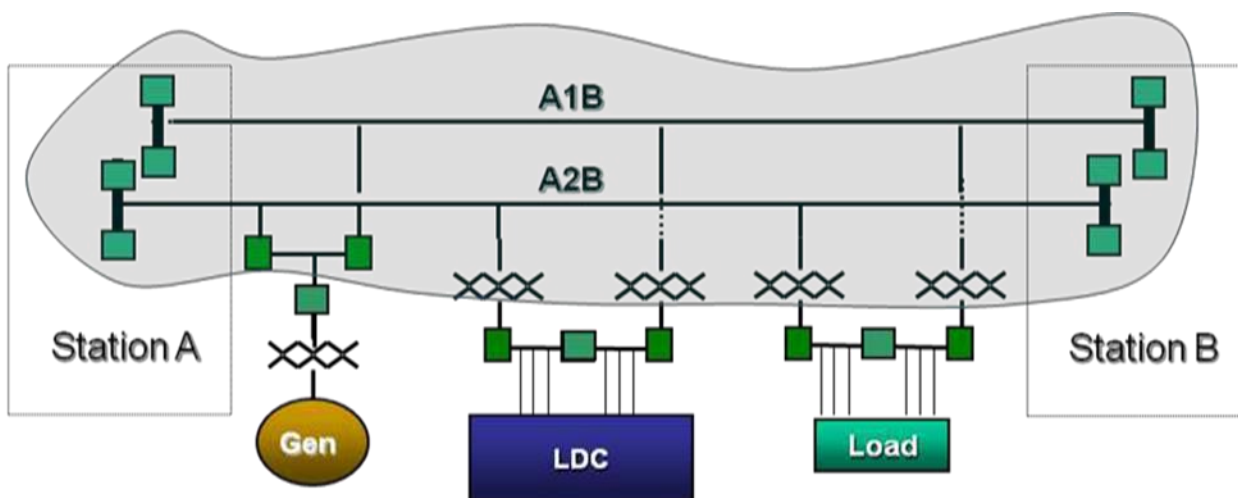 A1B
A2B
Station A
Station B
Gen
LDC
Load